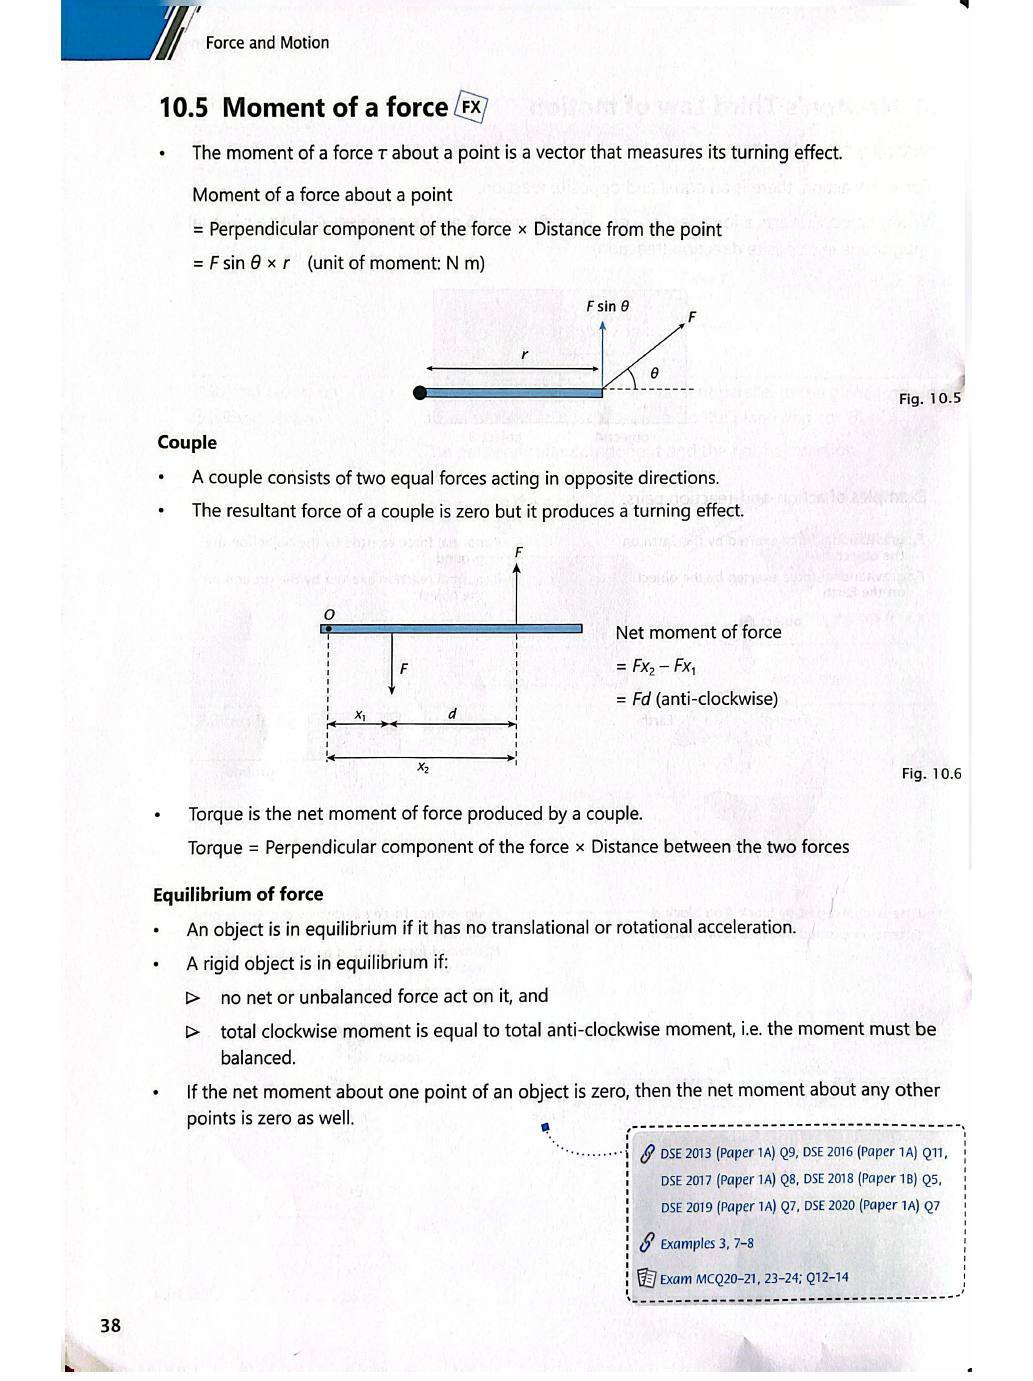 Force and Motion
10.5 Moment of a force FX
• The moment of a force τ about a point is a vector that measures its turning effect.
Moment of a force about a point
= Perpendicular component of the force × Distance from the point
= F sin θ × r (unit of moment: N m)
F sin θ
F
r
θ
Fig. 10.5
Couple
• A couple consists of two equal forces acting in opposite directions.
• The resultant force of a couple is zero but it produces a turning effect.
F
O
Net moment of force
F
= Fx₂ – Fx₁
= Fd (anti-clockwise)
x₁
d
x₂
Fig. 10.6
• Torque is the net moment of force produced by a couple.
Torque = Perpendicular component of the force × Distance between the two forces
Equilibrium of force
• An object is in equilibrium if it has no translational or rotational acceleration.
• A rigid object is in equilibrium if:
▷ no net or unbalanced force act on it, and
▷ total clockwise moment is equal to total anti-clockwise moment, i.e. the moment must be
balanced.
• If the net moment about one point of an object is zero, then the net moment about any other
points is zero as well.
DSE 2013 (Paper 1A) Q9, DSE 2016 (Paper 1A) Q11,
DSE 2017 (Paper 1A) Q8, DSE 2018 (Paper 1B) Q5,
DSE 2019 (Paper 1A) Q7, DSE 2020 (Paper 1A) Q7
Examples 3, 7–8
Exam MCQ20–21, 23–24; Q12–14
38